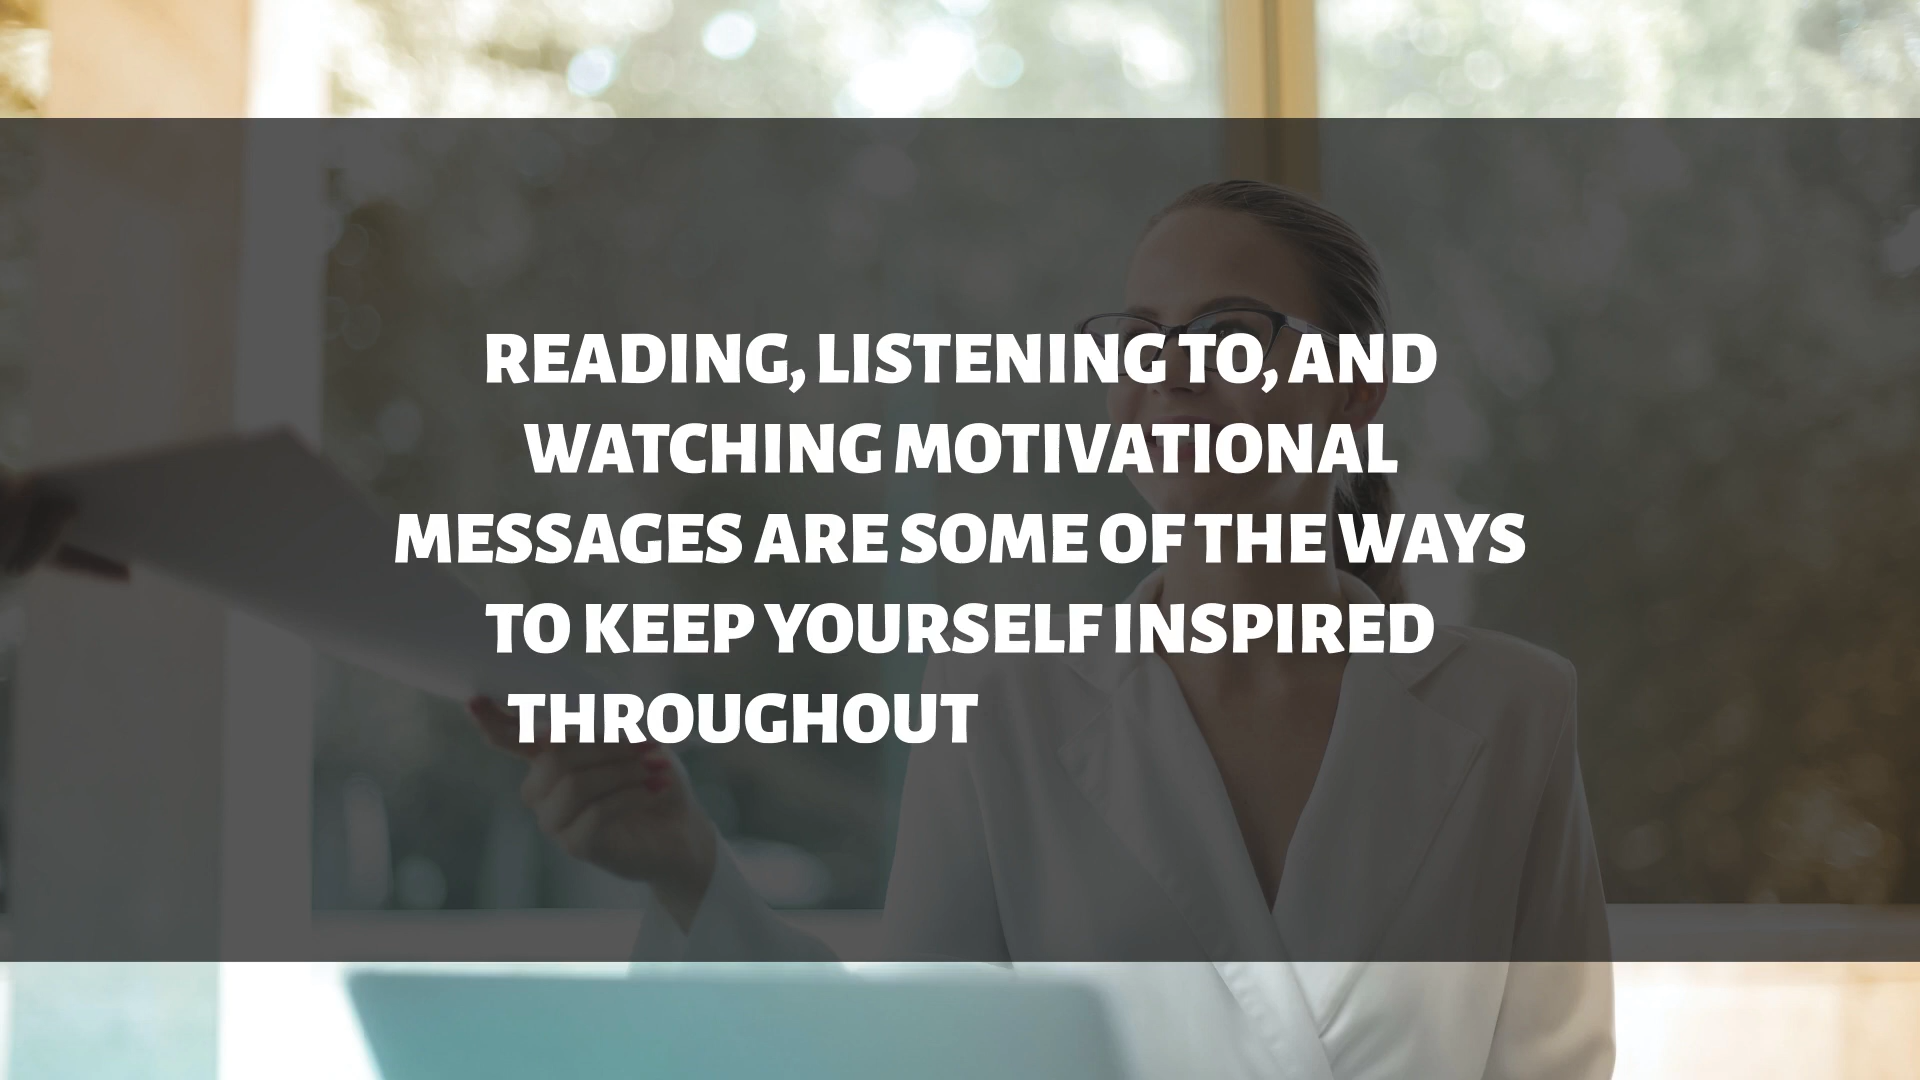 READING, LISTENING TO, AND
WATCHING MOTIVATIONAL
MESSAGES ARE SOME OF THE WAYS
TO KEEP YOURSELF INSPIRED
THROUGHOUT